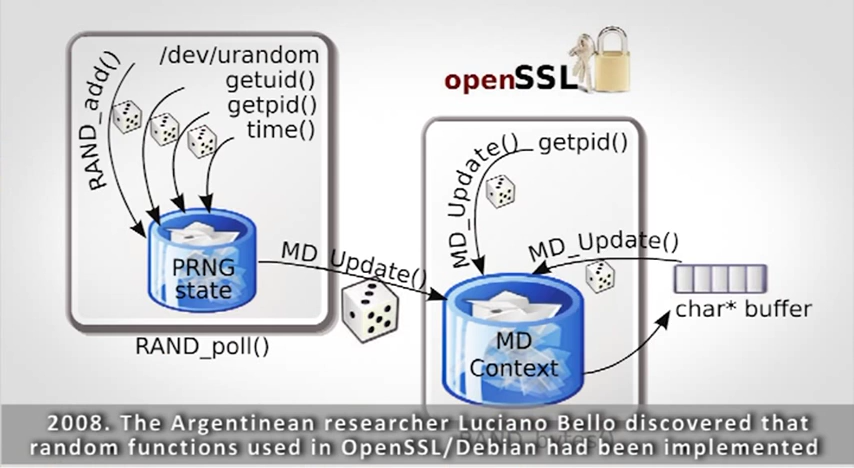 /dev/urandom
getuid()
getpid()
time()
RAND_add()
PRNG
state
RAND_poll()
MD_Update()
openSSL
getpid()
MD_Update()
MD_Update()
char* buffer
MD
Context
2008. The Argentinean researcher Luciano Bello discovered that
random functions used in OpenSSL/Debian had been implemented